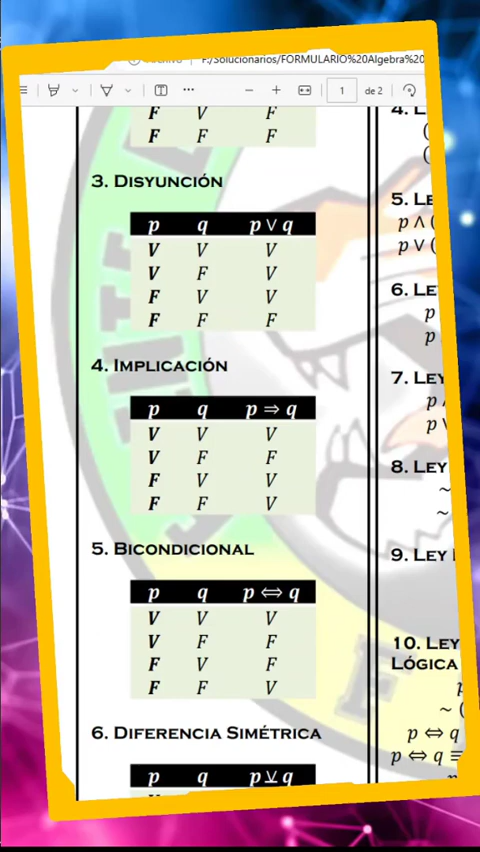 F:/Solucionarios/FORMULARIO%20Algebra%20
1 de 2
F V F
F F F
3. DISYUNCIÓN
p q p ∨ q
V V V
V F V
F V V
F F F
4. IMPLICACIÓN
p q p ⇒ q
V V V
V F F
F V V
F F V
5. BICONDICIONAL
p q p ⇔ q
V V V
V F F
F V F
F F V
6. DIFERENCIA SIMÉTRICA
p q p ⊻ q
4. L
(
(
5. LE
p ∧ (
p ∨ (
6. LE
p
p
7. LEY
p ∧
p ∨
8. LEY
~
~
9. LEY
10. LEY
LÓGICA
p
~ (
p ⇔ q
p ⇔ q ≡